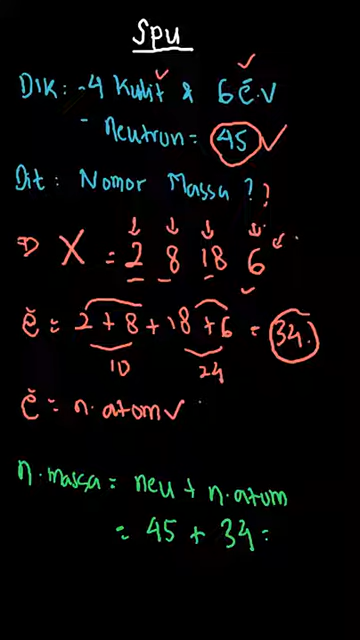 Spu
Dik: -4 Kulit & 6 e.V
- Neutron = 45
Dit: Nomor Massa??
⇒ X = 2 8 18 6
e = 2 + 8 + 18 + 6 = 34.
10 24
e = n.atom
n.massa = neu + n.atom
= 45 + 34 =